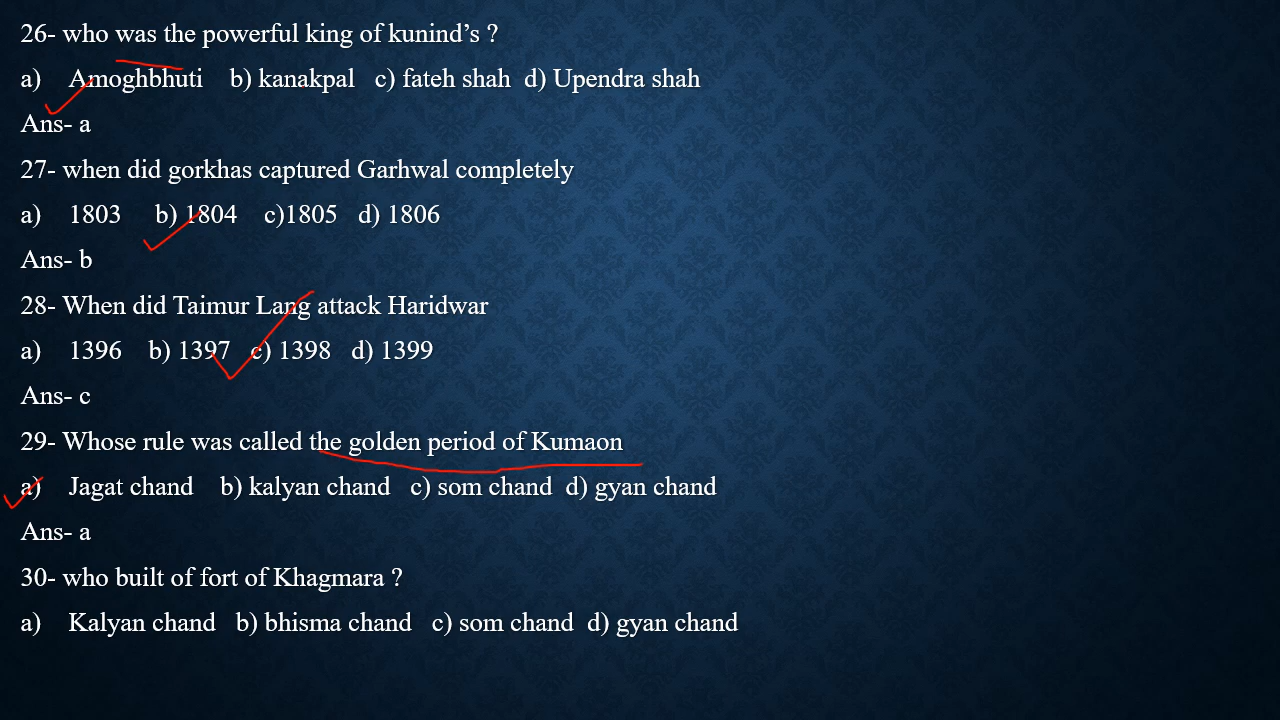 26- who was the powerful king of kunind’s ?
a) Amoghbhuti b) kanakpal c) fateh shah d) Upendra shah
Ans- a
27- when did gorkhas captured Garhwal completely
a) 1803 b) 1804 c)1805 d) 1806
Ans- b
28- When did Taimur Lang attack Haridwar
a) 1396 b) 1397 c) 1398 d) 1399
Ans- c
29- Whose rule was called the golden period of Kumaon
a) Jagat chand b) kalyan chand c) som chand d) gyan chand
Ans- a
30- who built of fort of Khagmara ?
a) Kalyan chand b) bhisma chand c) som chand d) gyan chand